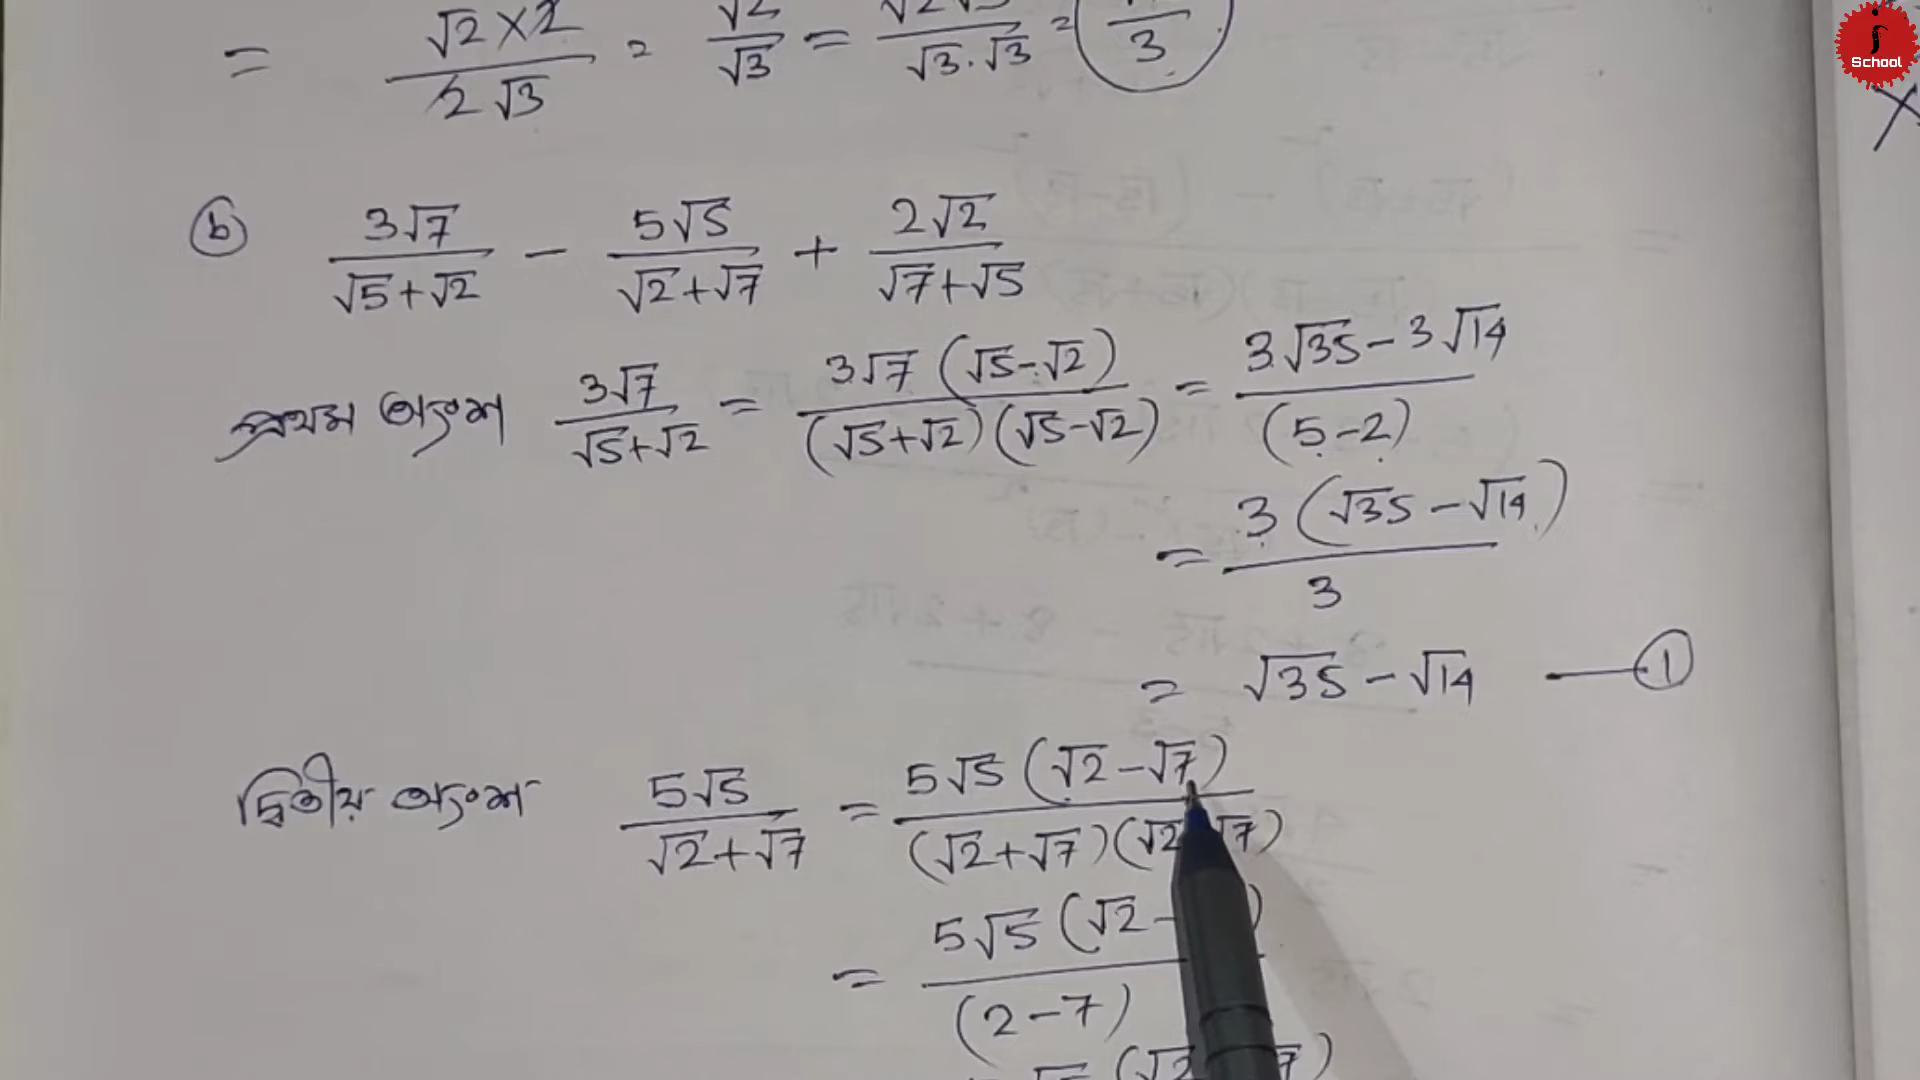 = √2×2 / 2√3 = √2 / √3 = / √3.√3 = / 3
School
ⓑ 3√7 / √5+√2 − 5√5 / √2+√7 + 2√2 / √7+√5
প্রথম অংশ 3√7 / √5+√2 = 3√7 (√5-√2) / (√5+√2) (√5-√2) = 3√35 - 3√14 / (5-2)
= 3 (√35 - √14) / 3
= √35 - √14 — ①
দ্বিতীয় অংশ 5√5 / √2+√7 = 5√5 (√2-√7) / (√2+√7) (√2 √7)
= 5√5 (√2- ) / (2-7)